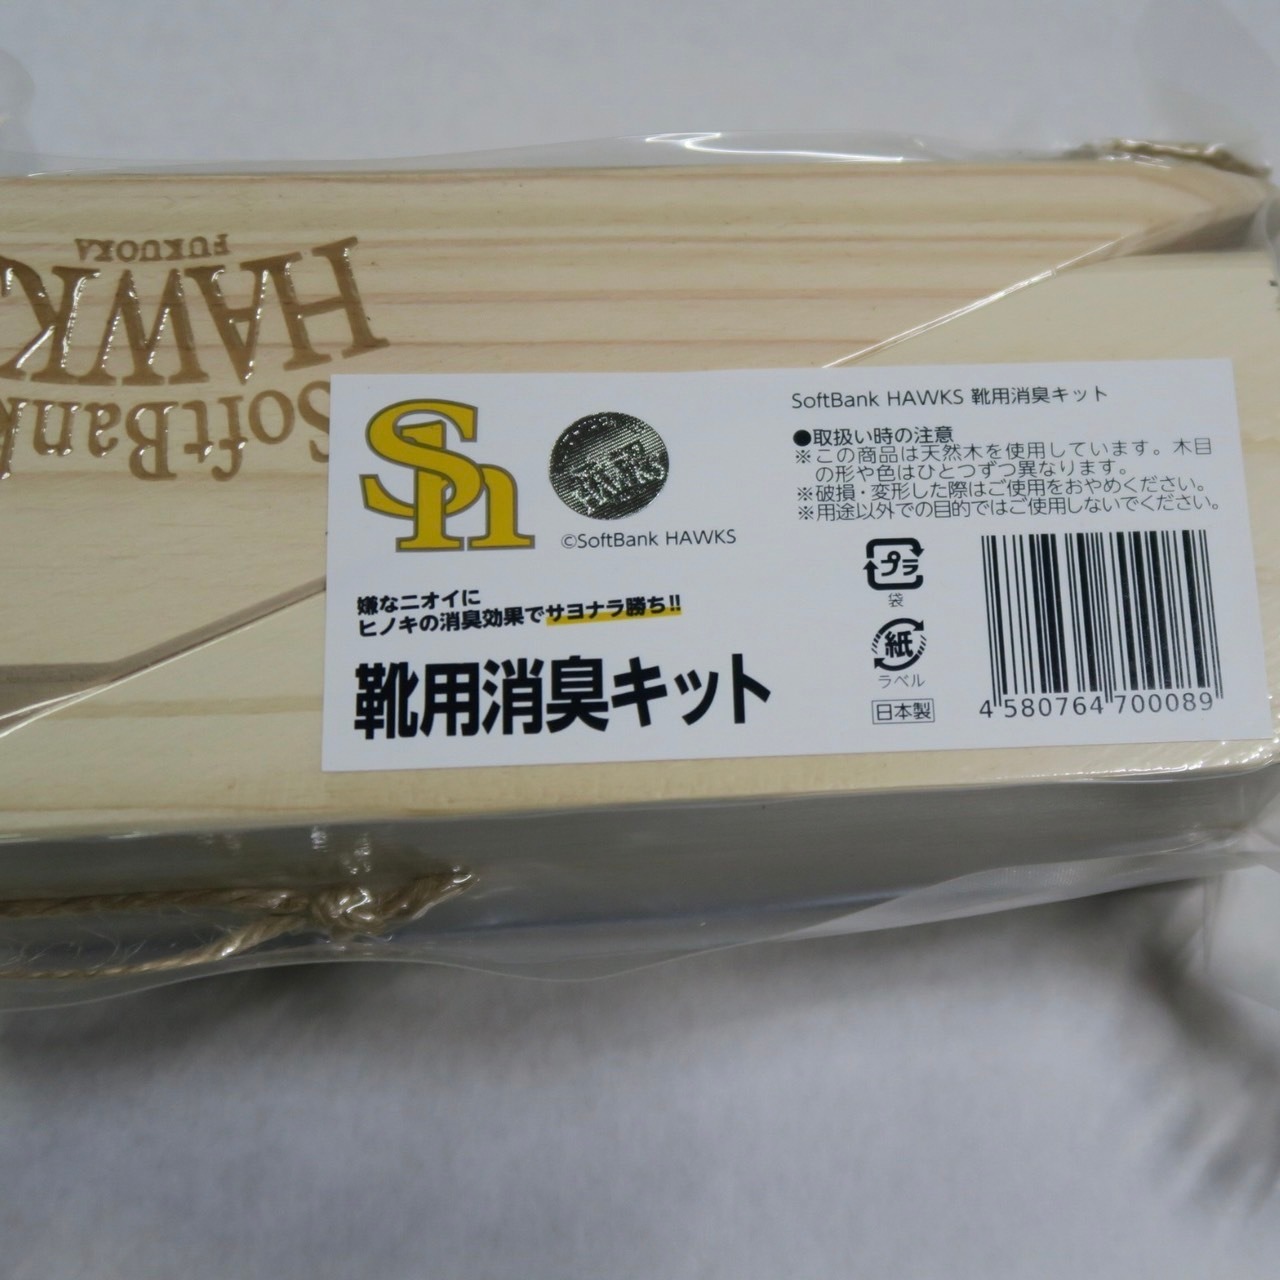 SoftBank
HAWK
FUKUOKA
Sh
HAWKS
©SoftBank HAWKS
嫌なニオイに
ヒノキの消臭効果でサヨナラ勝ち!!
靴用消臭キット
SoftBank HAWKS 靴用消臭キット
●取扱い時の注意
※この商品は天然木を使用しています。木目
の形や色はひとつずつ異なります。
※破損・変形した際はご使用をおやめください。
※用途以外での目的ではご使用しないでください。
プラ
袋
紙
ラベル
日本製
4 580764 700089